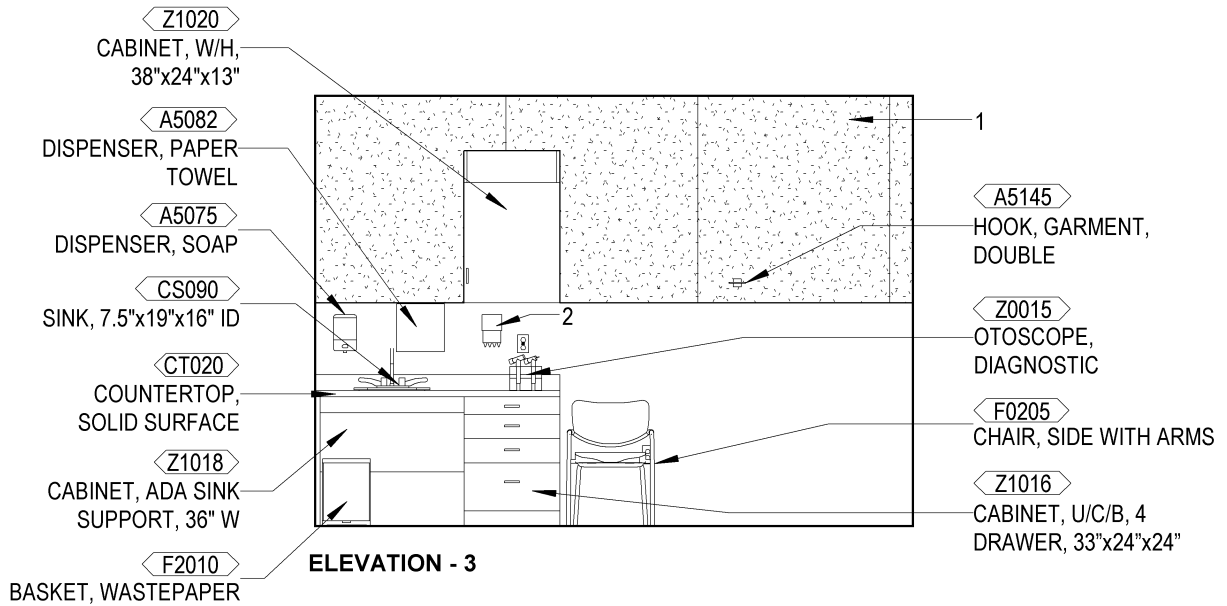 Z1020
CABINET, W/H,
38"x24"x13"
A5082
DISPENSER, PAPER
TOWEL
A5075
DISPENSER, SOAP
CS090
SINK, 7.5"x19"x16" ID
CT020
COUNTERTOP,
SOLID SURFACE
Z1018
CABINET, ADA SINK
SUPPORT, 36" W
F2010
BASKET, WASTEPAPER
1
2
A5145
HOOK, GARMENT,
DOUBLE
Z0015
OTOSCOPE,
DIAGNOSTIC
F0205
CHAIR, SIDE WITH ARMS
Z1016
CABINET, U/C/B, 4
DRAWER, 33”x24”x24”
ELEVATION - 3